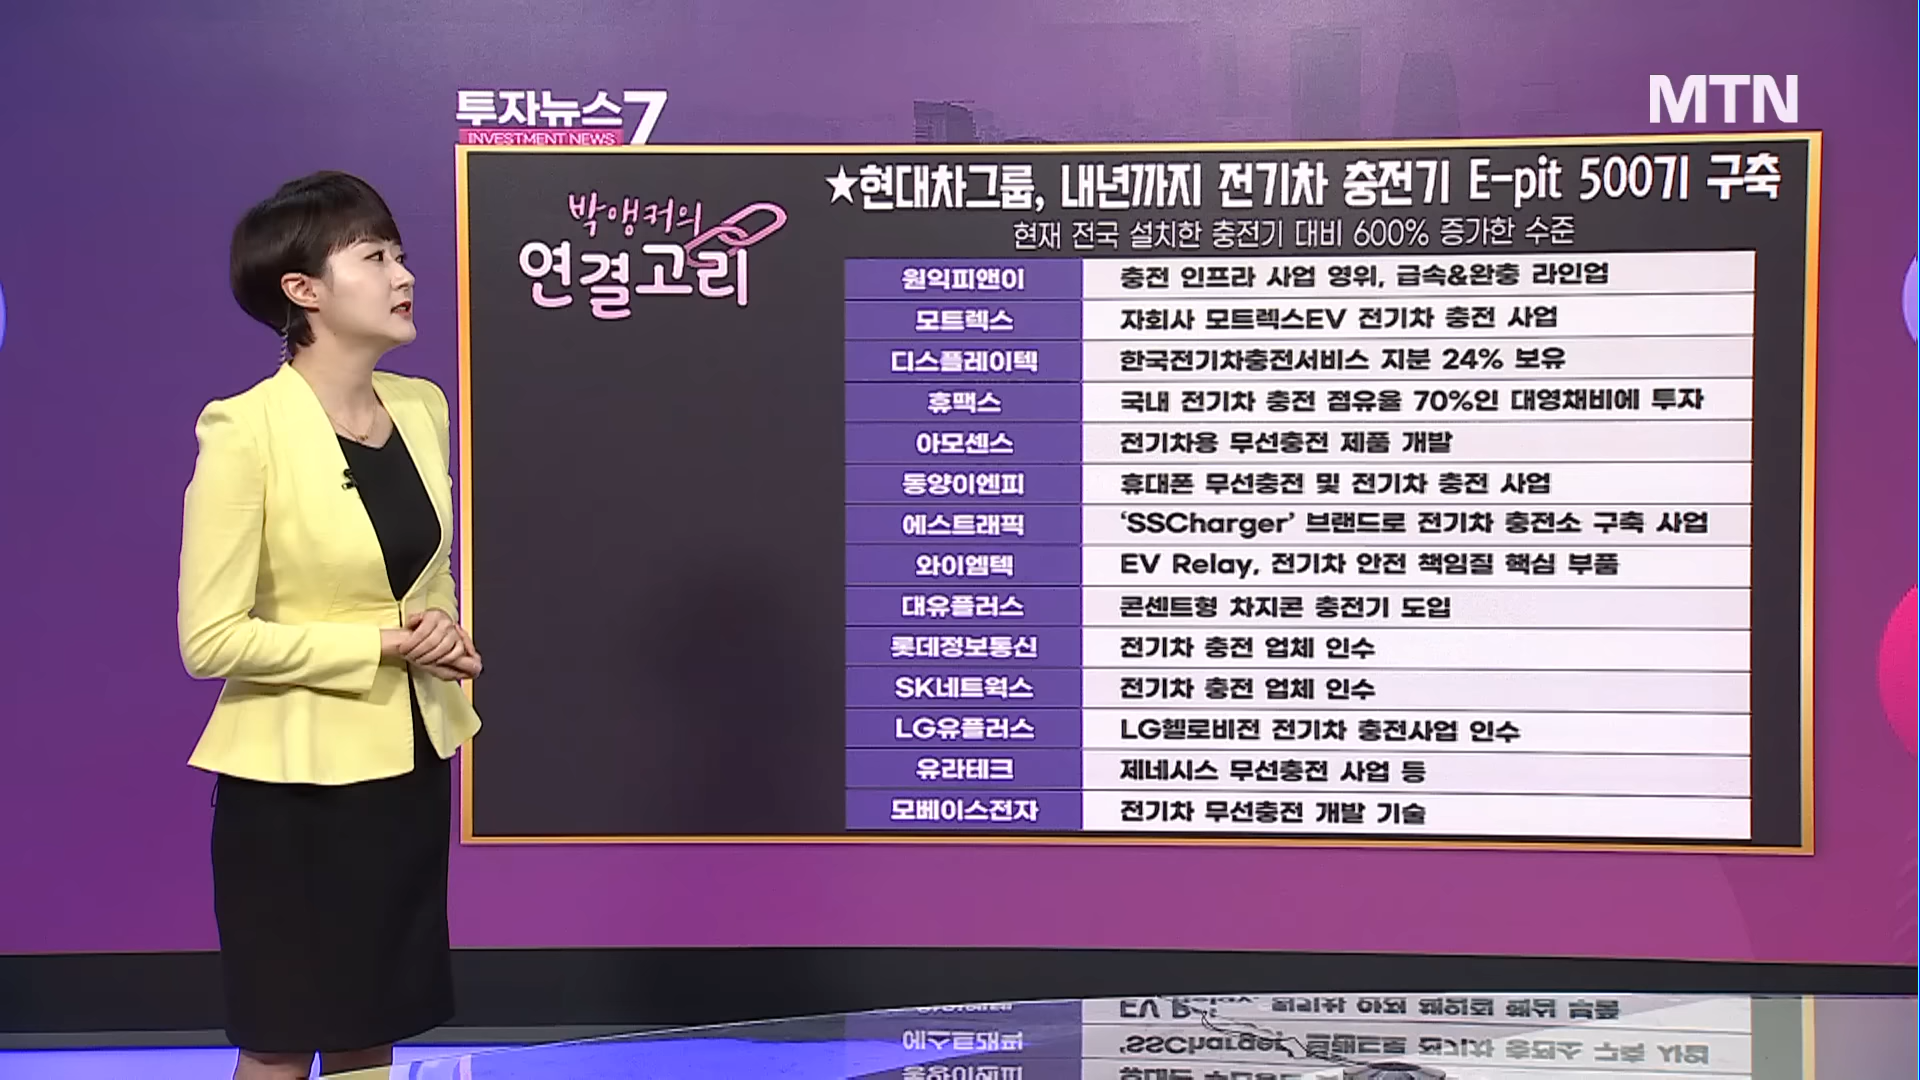 MTN
투자뉴스7
INVESTMENT NEWS
박앵커의
연결고리
★현대차그룹, 내년까지 전기차 충전기 E-pit 500기 구축
현재 전국 설치한 충전기 대비 600% 증가한 수준
원익피앤이 충전 인프라 사업 영위, 급속&완충 라인업
모트렉스 자회사 모트렉스EV 전기차 충전 사업
디스플레이텍 한국전기차충전서비스 지분 24% 보유
휴맥스 국내 전기차 충전 점유율 70%인 대영채비에 투자
아모센스 전기차용 무선충전 제품 개발
동양이엔피 휴대폰 무선충전 및 전기차 충전 사업
에스트래픽 ‘SSCharger’ 브랜드로 전기차 충전소 구축 사업
와이엠텍 EV Relay, 전기차 안전 책임질 핵심 부품
대유플러스 콘센트형 차지콘 충전기 도입
롯데정보통신 전기차 충전 업체 인수
SK네트웍스 전기차 충전 업체 인수
LG유플러스 LG헬로비전 전기차 충전사업 인수
유라테크 제네시스 무선충전 사업 등
모베이스전자 전기차 무선충전 개발 기술